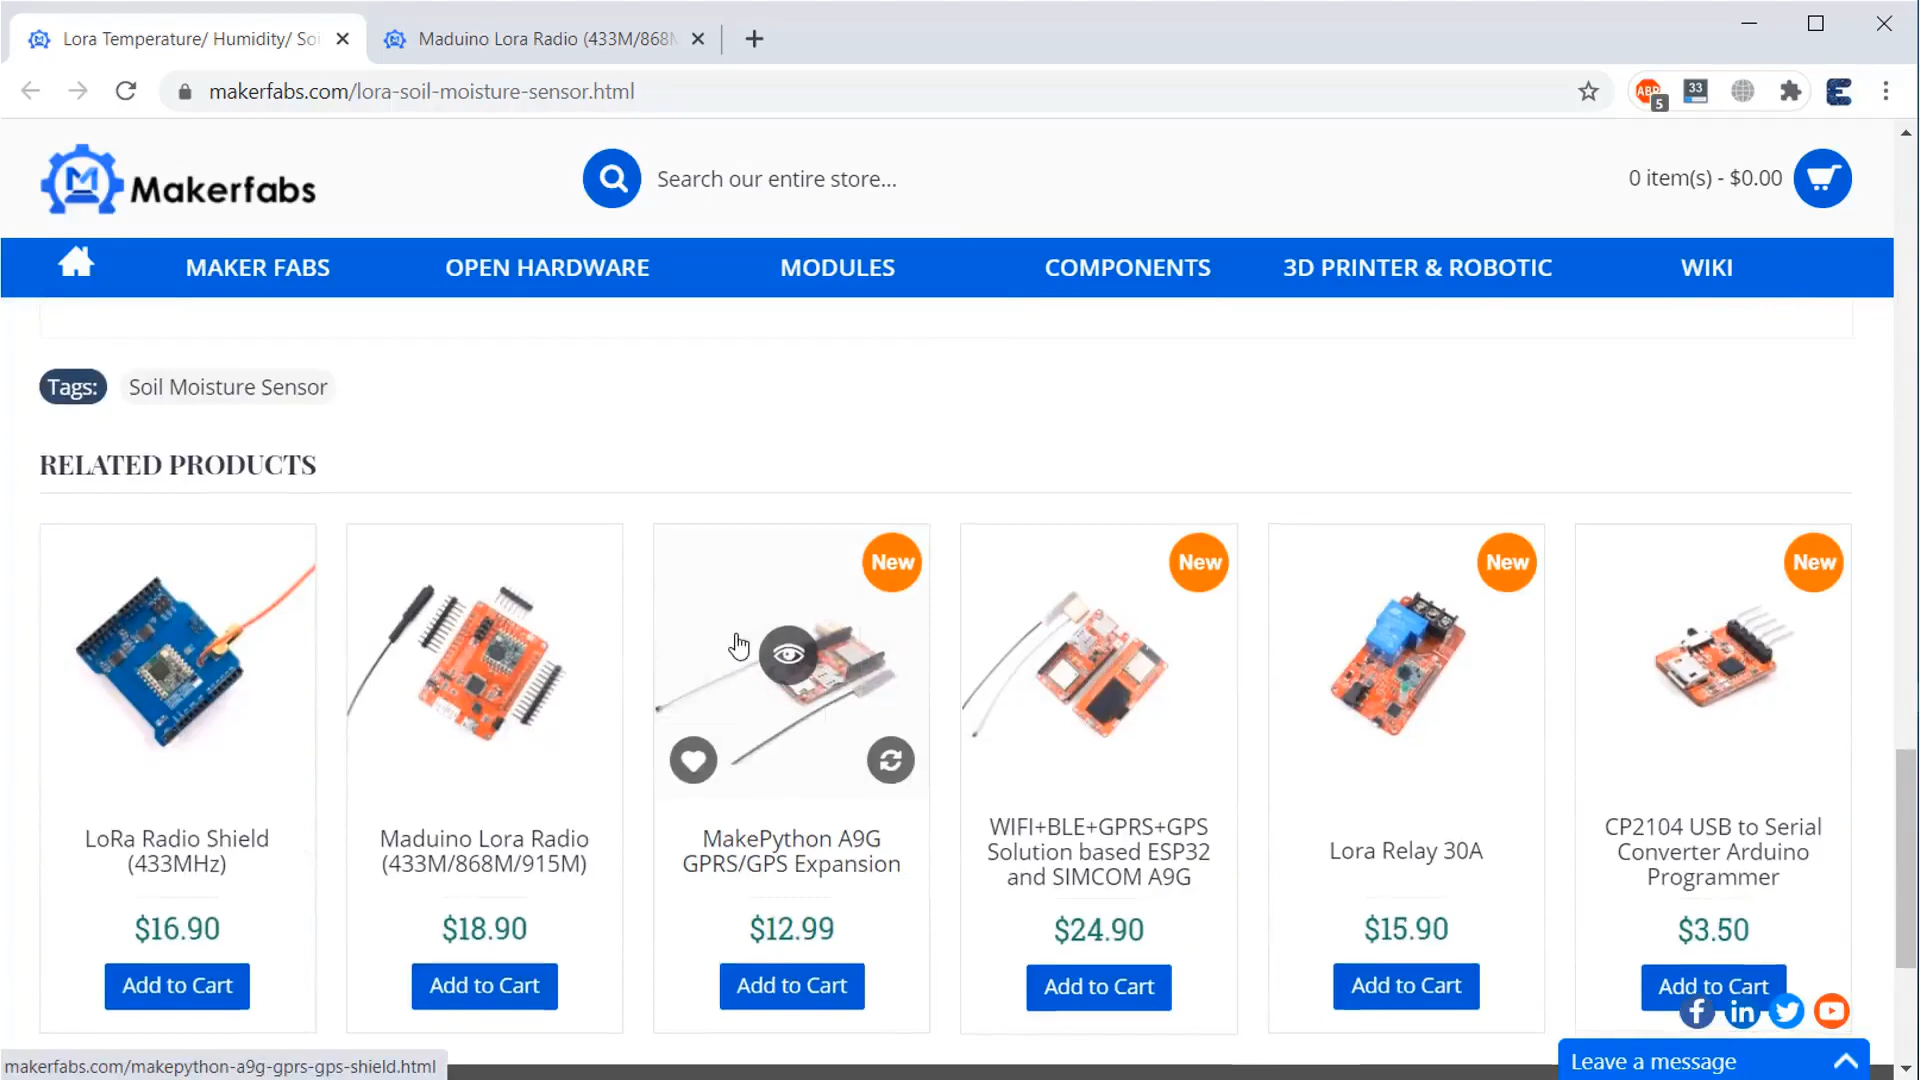 Lora Temperature/ Humidity/ Soi
Maduino Lora Radio (433M/868M
makerfabs.com/lora-soil-moisture-sensor.html
ABP
5
33
Makerfabs
Search our entire store...
0 item(s) - $0.00
MAKER FABS
OPEN HARDWARE
MODULES
COMPONENTS
3D PRINTER & ROBOTIC
WIKI
Tags:
Soil Moisture Sensor
RELATED PRODUCTS
New
New
New
New
LoRa Radio Shield
(433MHz)
$16.90
Add to Cart
Maduino Lora Radio
(433M/868M/915M)
$18.90
Add to Cart
MakePython A9G
GPRS/GPS Expansion
$12.99
Add to Cart
WIFI+BLE+GPRS+GPS
Solution based ESP32
and SIMCOM A9G
$24.90
Add to Cart
Lora Relay 30A
$15.90
Add to Cart
CP2104 USB to Serial
Converter Arduino
Programmer
$3.50
Add to Cart
makerfabs.com/makepython-a9g-gprs-gps-shield.html
Leave a message